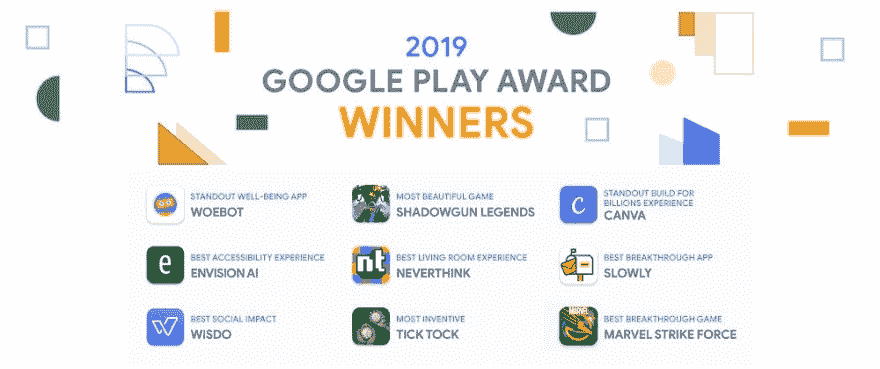 2019
GOOGLE PLAY AWARD
WINNERS
STANDOUT WELL-BEING APP
WOEBOT
MOST BEAUTIFUL GAME
SHADOWGUN LEGENDS
C
STANDOUT BUILD FOR
BILLIONS EXPERIENCE
CANVA
e
BEST ACCESSIBILITY EXPERIENCE
ENVISION AI
nt
BEST LIVING ROOM EXPERIENCE
NEVERTHINK
BEST BREAKTHROUGH APP
SLOWLY
W
BEST SOCIAL IMPACT
WISDO
MOST INVENTIVE
TICK TOCK
MARVEL
BEST BREAKTHROUGH GAME
MARVEL STRIKE FORCE